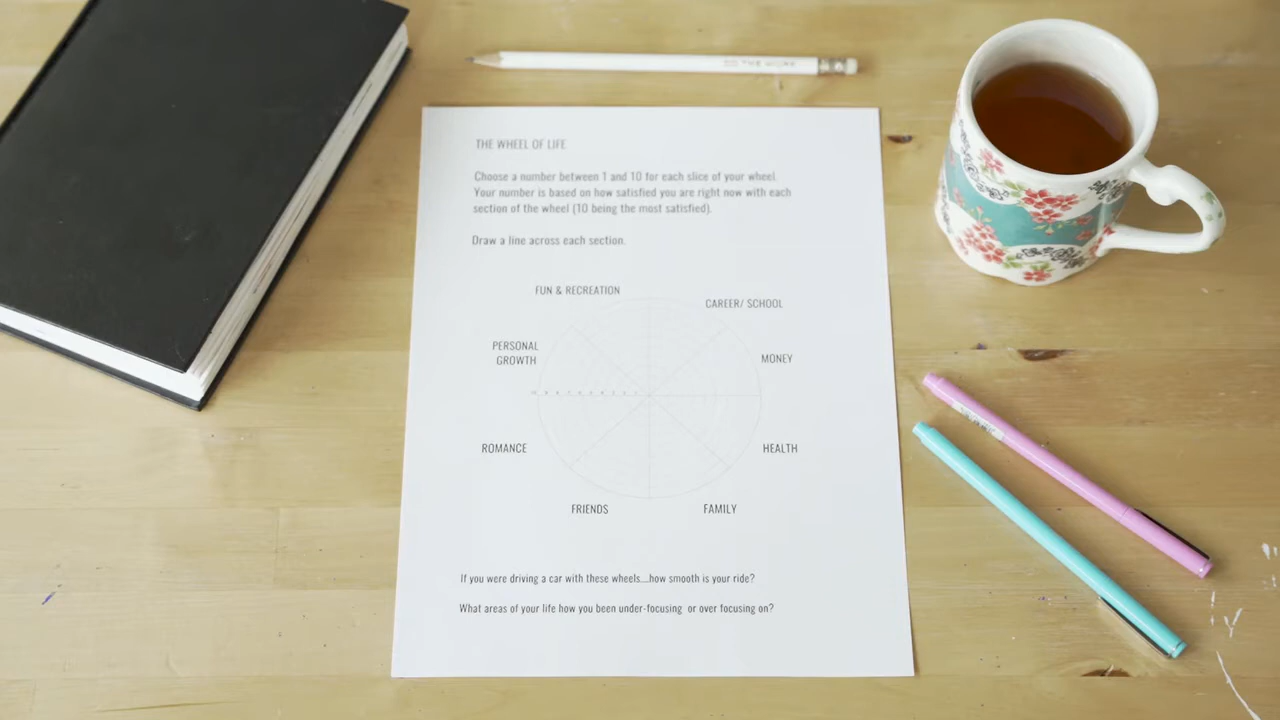 THE WHEEL OF LIFE
Choose a number between 1 and 10 for each slice of your wheel.
Your number is based on how satisfied you are right now with each
section of the wheel (10 being the most satisfied).
Draw a line across each section.
FUN & RECREATION
CAREER/ SCHOOL
PERSONAL
GROWTH
MONEY
ROMANCE
HEALTH
FRIENDS
FAMILY
If you were driving a car with these wheels....how smooth is your ride?
What areas of your life how you been under-focusing or over focusing on?